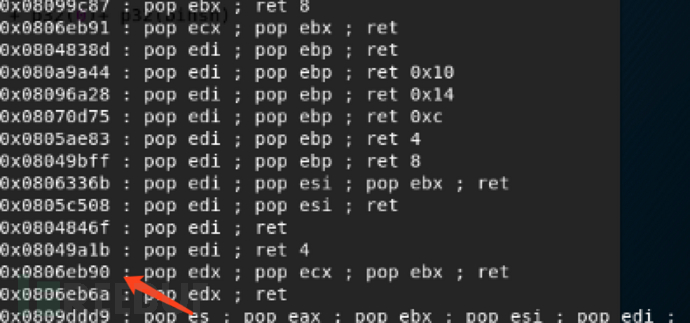 0x08099c87 : pop ebx ; ret 8
0x0806eb91 : pop ecx ; pop ebx ; ret
0x0804838d : pop edi ; pop ebp ; ret
0x080a9a44 : pop edi ; pop ebp ; ret 0x10
0x08096a28 : pop edi ; pop ebp ; ret 0x14
0x08070d75 : pop edi ; pop ebp ; ret 0xc
0x0805ae83 : pop edi ; pop ebp ; ret 4
0x08049bff : pop edi ; pop ebp ; ret 8
0x0806336b : pop edi ; pop esi ; pop ebx ; ret
0x0805c508 : pop edi ; pop esi ; ret
0x0804846f : pop edi ; ret
0x08049a1b : pop edi ; ret 4
0x0806eb90 : pop edx ; pop ecx ; pop ebx ; ret
0x0806eb6a : pop edx ; ret
0x0809ddd9 : pop es ; pop eax ; pop ebx ; pop esi ; pop edi ;